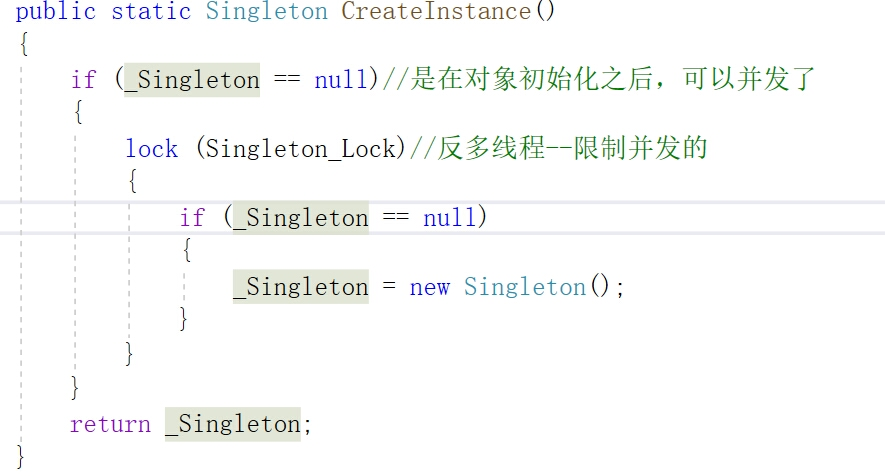 public static Singleton CreateInstance()
{
if (_Singleton == null)//是在对象初始化之后，可以并发了
{
lock (Singleton_Lock)//反多线程--限制并发的
{
if (_Singleton == null)
{
_Singleton = new Singleton();
}
}
}
return _Singleton;
}